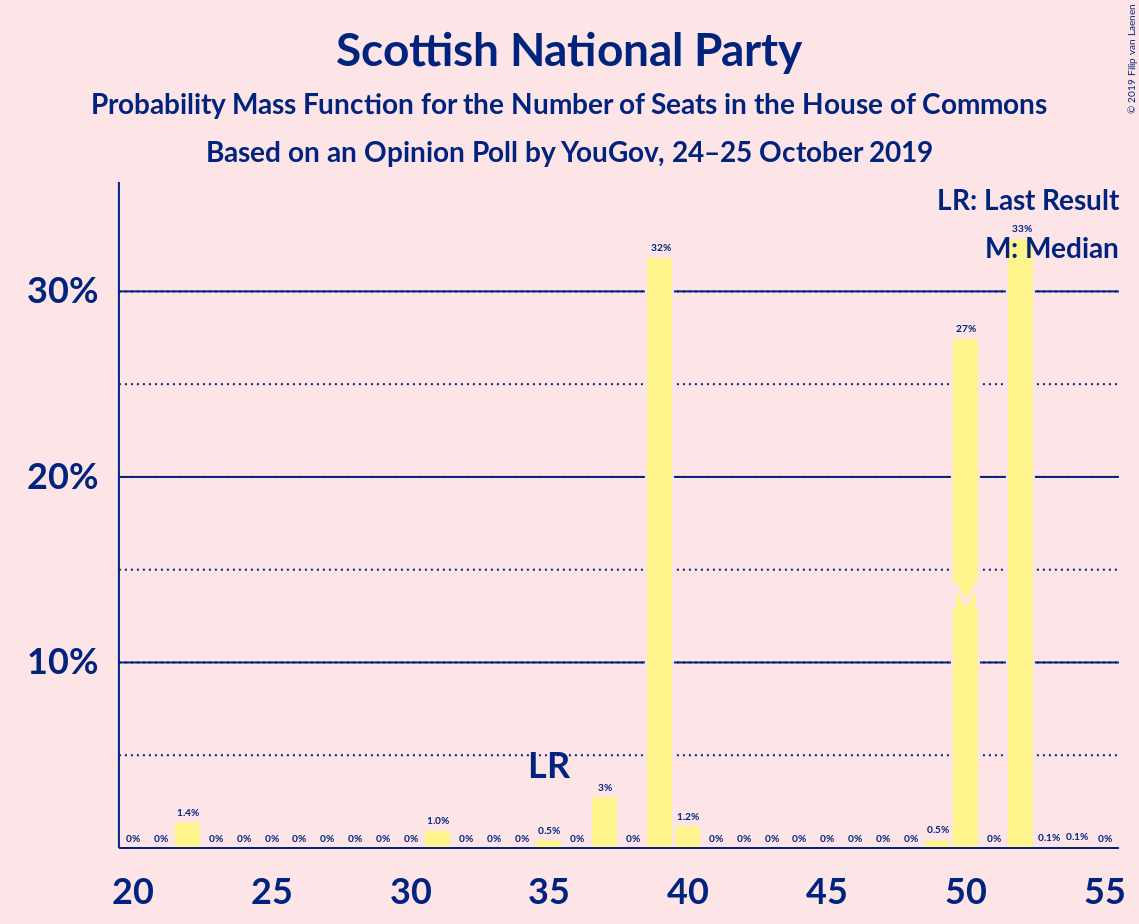 Scottish National Party
Probability Mass Function for the Number of Seats in the House of Commons
Based on an Opinion Poll by YouGov, 24–25 October 2019
© 2019 Filip van Laenen
LR: Last Result
M: Median
30%
20%
10%
0% 0% 1.4% 0% 0% 0% 0% 0% 0% 0% 0% 1.0% 0% 0% 0% 0.5% 0% 3% 0% 32% 1.2% 0% 0% 0% 0% 0% 0% 0% 0% 0.5% 27% 0% 33% 0.1% 0.1% 0%
LR
M
20 25 30 35 40 45 50 55